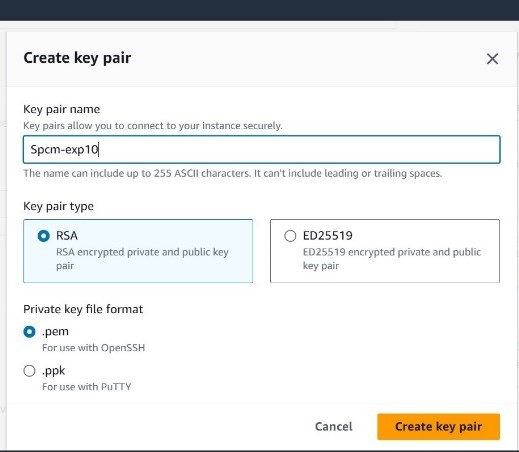 Create key pair
Key pair name
Key pairs allow you to connect to your instance securely.
Spcm-exp10
The name can include up to 255 ASCII characters. It can't include leading or trailing spaces.
Key pair type
RSA
RSA encrypted private and public key
pair
ED25519
ED25519 encrypted private and public
key pair
Private key file format
.pem
For use with OpenSSH
.ppk
For use with PuTTY
Cancel
Create key pair